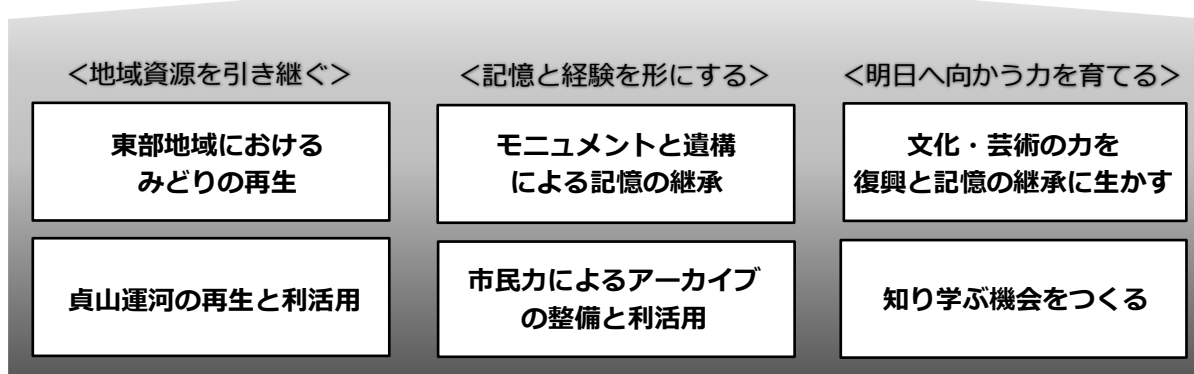 ＜地域資源を引き継ぐ＞
東部地域における
みどりの再生
貞山運河の再生と利活用
＜記憶と経験を形にする＞
モニュメントと遺構
による記憶の継承
市民力によるアーカイブ
の整備と利活用
＜明日へ向かう力を育てる＞
文化・芸術の力を
復興と記憶の継承に生かす
知り学ぶ機会をつくる